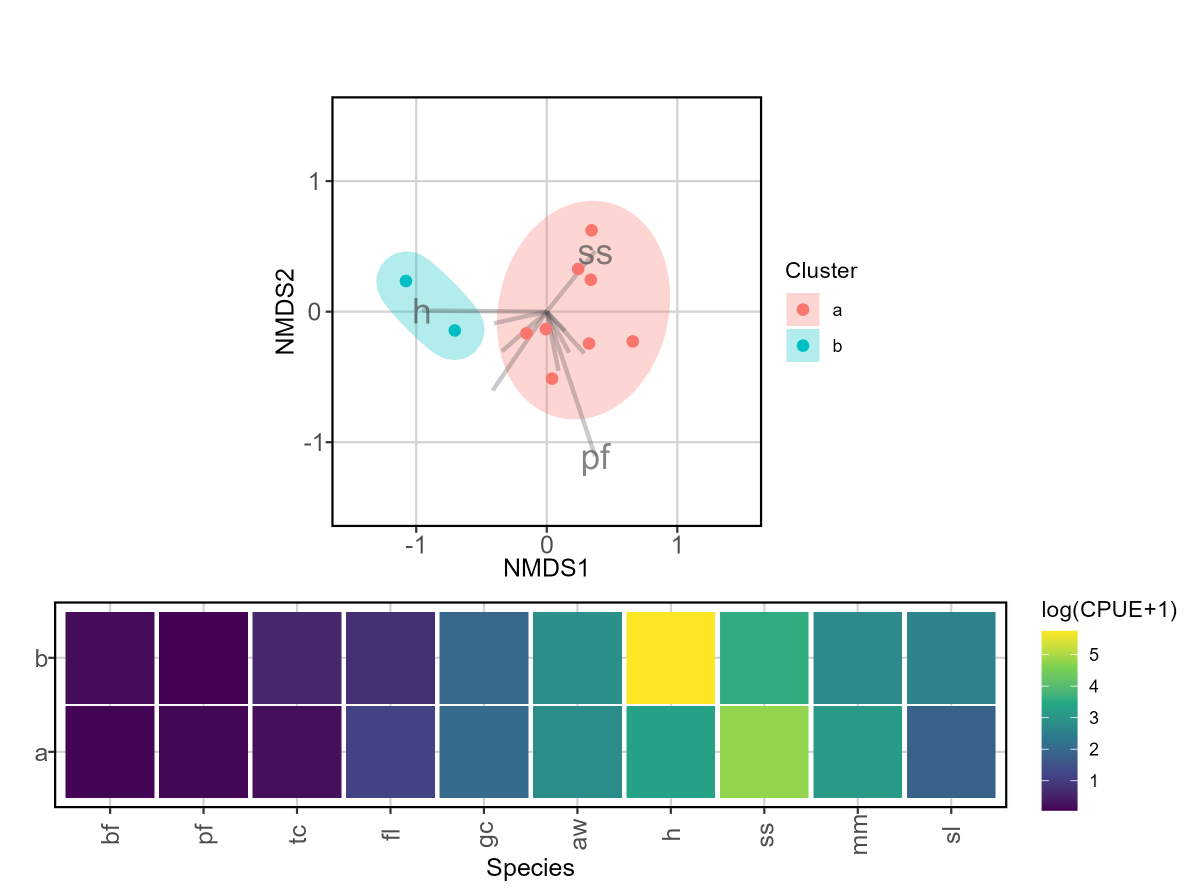 1
0
-1
NMDS2
ss
h
pf
-1 0 1
NMDS1
Cluster
a
b
b
a
bf pf tc fl gc aw h ss mm sl
Species
log(CPUE+1)
5
4
3
2
1